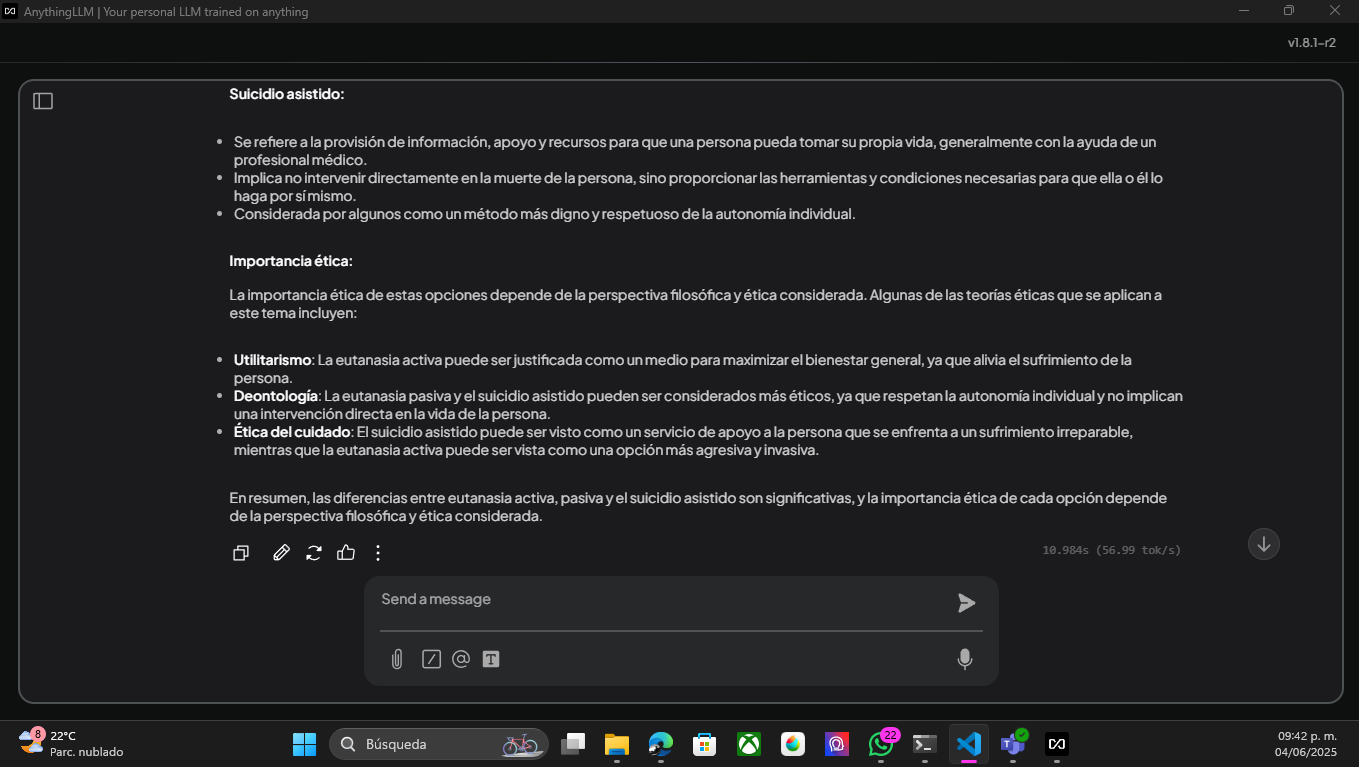 AnythingLLM | Your personal LLM trained on anything
v1.8.1-r2
Suicidio asistido:
Se refiere a la provisión de información, apoyo y recursos para que una persona pueda tomar su propia vida, generalmente con la ayuda de un
profesional médico.
Implica no intervenir directamente en la muerte de la persona, sino proporcionar las herramientas y condiciones necesarias para que ella o él lo
haga por sí mismo.
Considerada por algunos como un método más digno y respetuoso de la autonomía individual.
Importancia ética:
La importancia ética de estas opciones depende de la perspectiva filosófica y ética considerada. Algunas de las teorías éticas que se aplican a
este tema incluyen:
Utilitarismo: La eutanasia activa puede ser justificada como un medio para maximizar el bienestar general, ya que alivia el sufrimiento de la
persona.
Deontología: La eutanasia pasiva y el suicidio asistido pueden ser considerados más éticos, ya que respetan la autonomía individual y no implican
una intervención directa en la vida de la persona.
Ética del cuidado: El suicidio asistido puede ser visto como un servicio de apoyo a la persona que se enfrenta a un sufrimiento irreparable,
mientras que la eutanasia activa puede ser vista como una opción más agresiva y invasiva.
En resumen, las diferencias entre eutanasia activa, pasiva y el suicidio asistido son significativas, y la importancia ética de cada opción depende
de la perspectiva filosófica y ética considerada.
10.984s (56.99 tok/s)
Send a message
8
22°C
Parc. nublado
Búsqueda
22
09:42 p. m.
04/06/2025